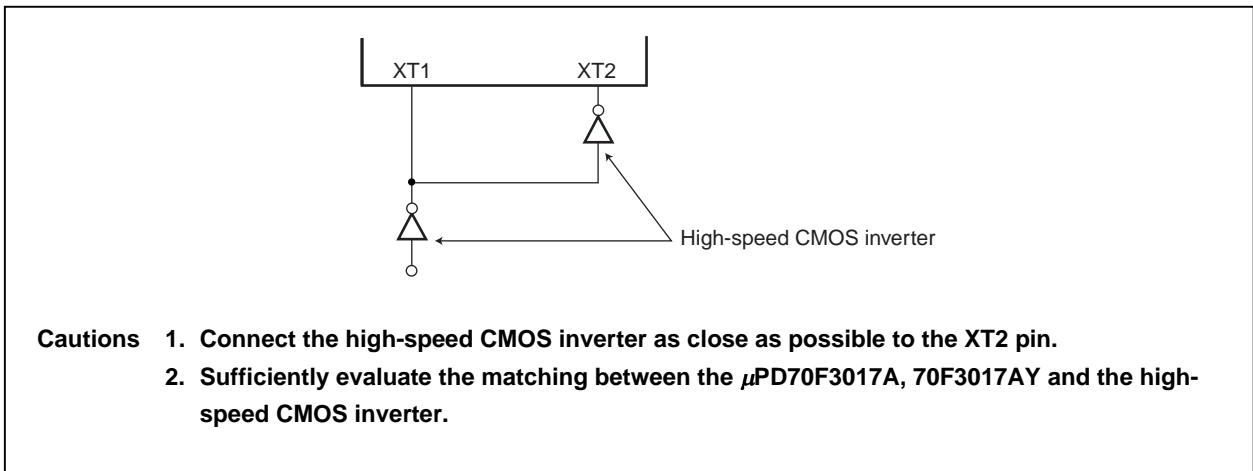 XT1 XT2
High-speed CMOS inverter
Cautions 1. Connect the high-speed CMOS inverter as close as possible to the XT2 pin.
2. Sufficiently evaluate the matching between the μPD70F3017A, 70F3017AY and the high-
speed CMOS inverter.